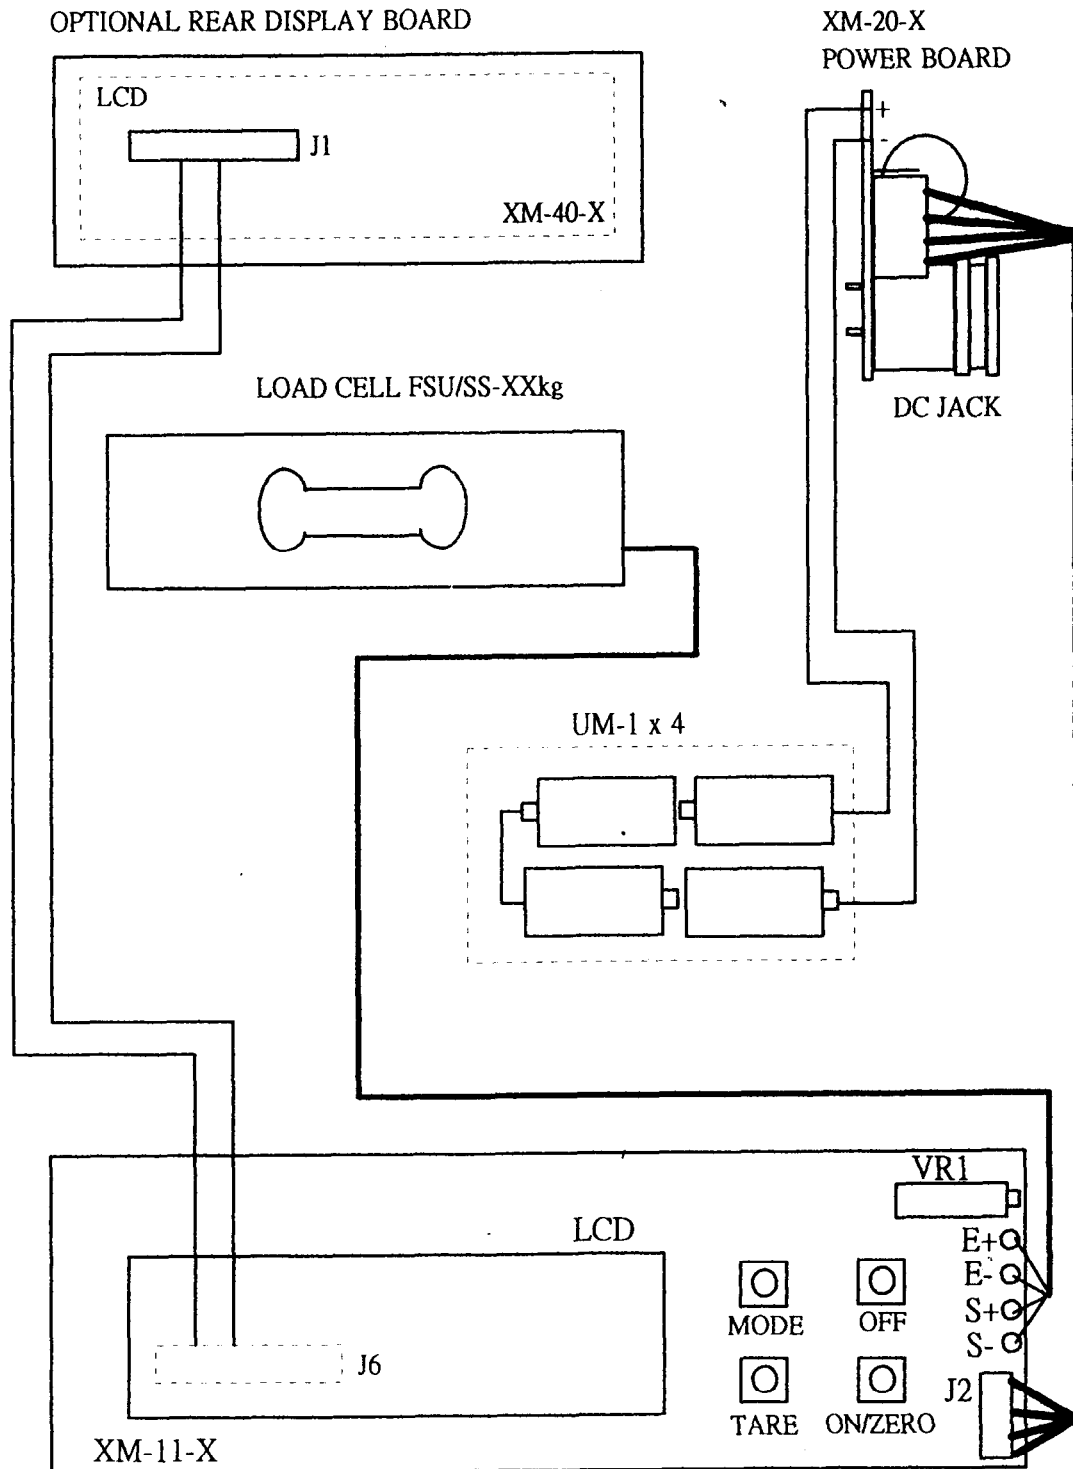 OPTIONAL REAR DISPLAY BOARD
XM-20-X
POWER BOARD
LCD
J1
XM-40-X
+
-
DC JACK
LOAD CELL FSU/SS-XXkg
UM-1 x 4
VR1
LCD
E+
E-
S+
S-
MODE
OFF
J6
J2
TARE
ON/ZERO
XM-11-X